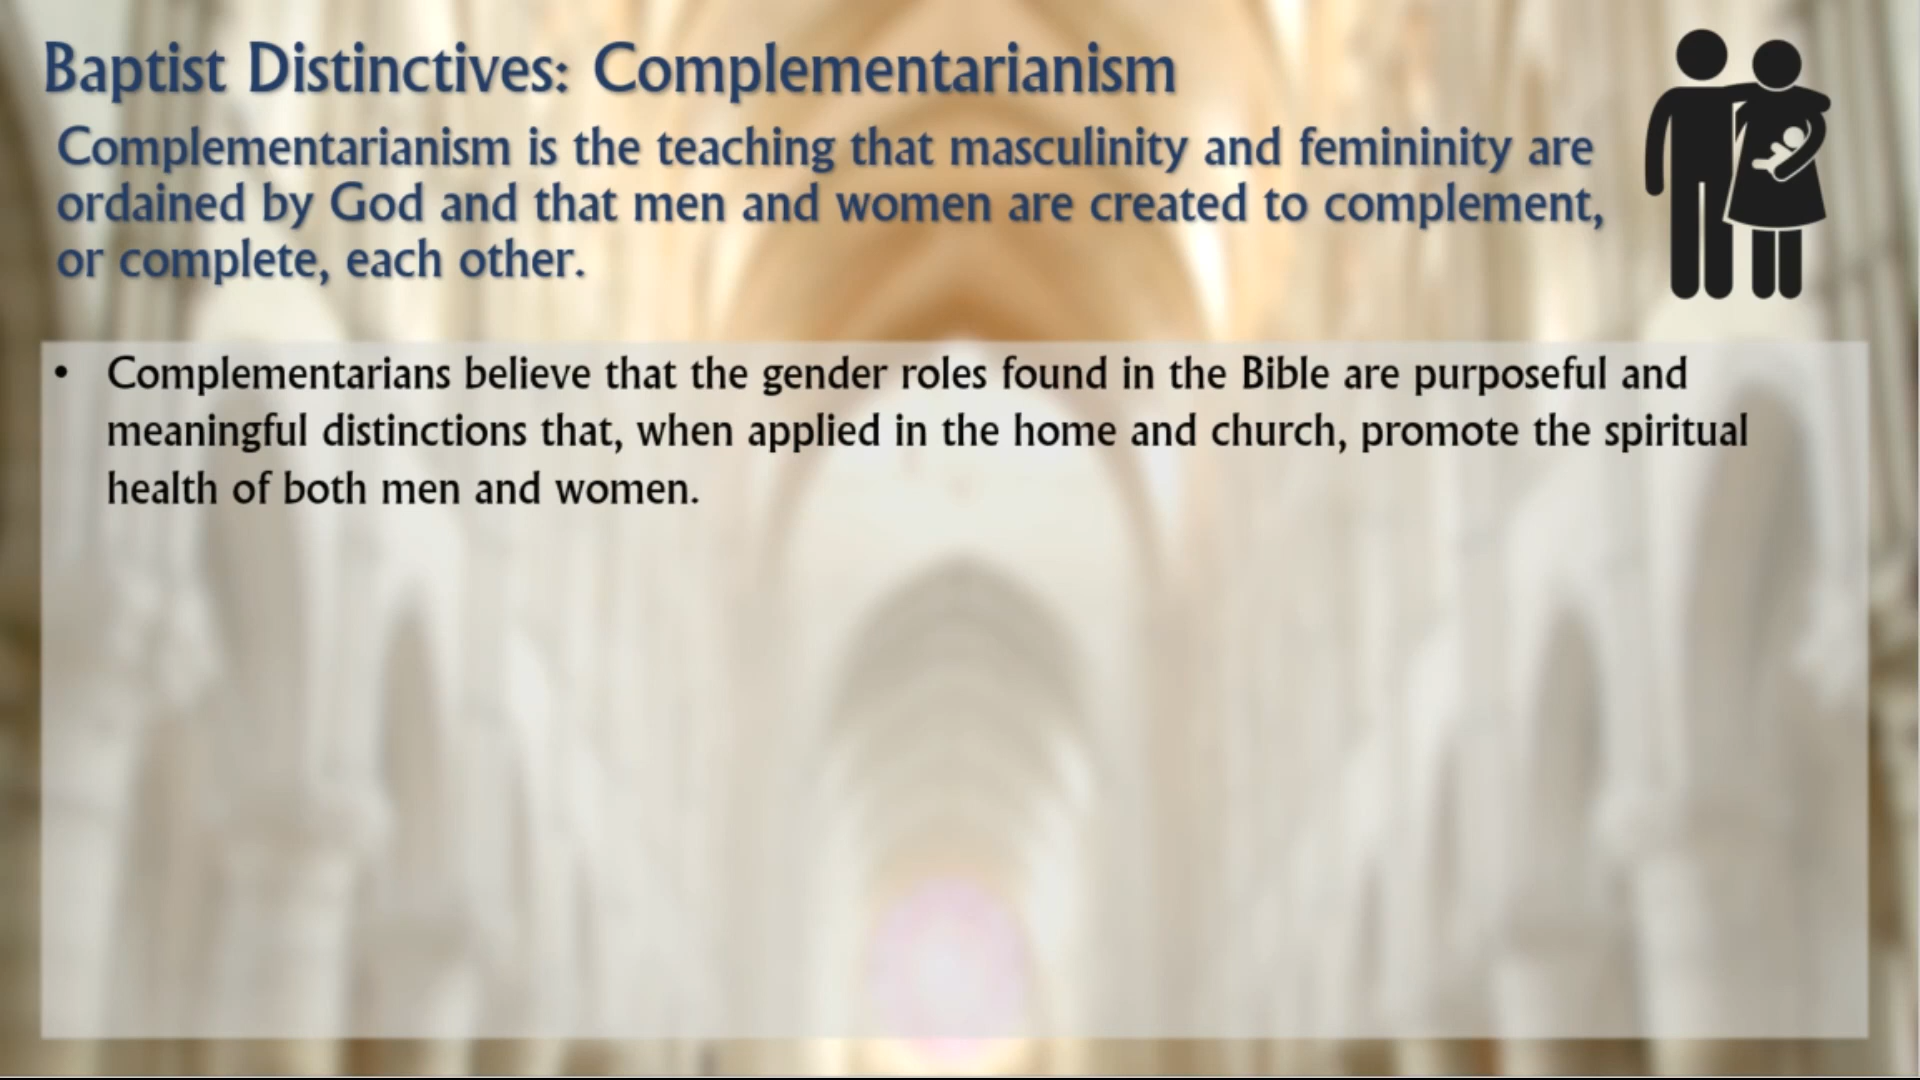 Baptist Distinctives: Complementarianism
Complementarianism is the teaching that masculinity and femininity are
ordained by God and that men and women are created to complement,
or complete, each other.
• Complementarians believe that the gender roles found in the Bible are purposeful and
meaningful distinctions that, when applied in the home and church, promote the spiritual
health of both men and women.